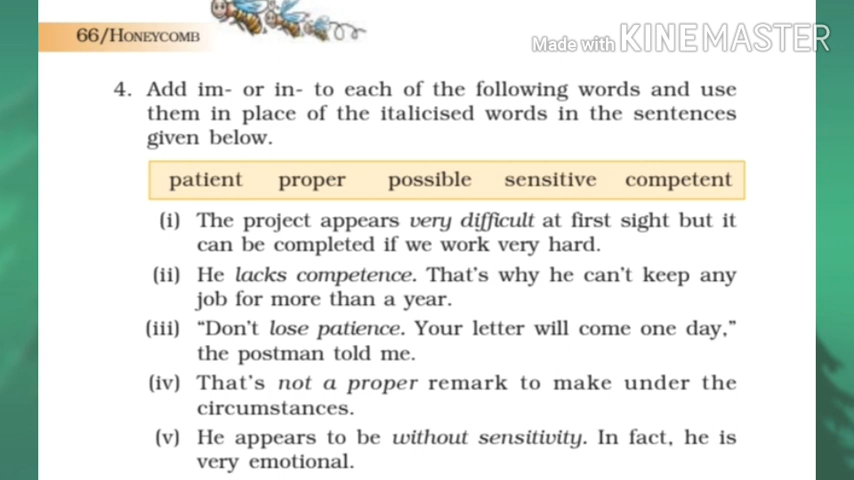 66/HONEYCOMB
Made with KINEMASTER
4. Add im- or in- to each of the following words and use
them in place of the italicised words in the sentences
given below.
patient proper possible sensitive competent
(i) The project appears very difficult at first sight but it
can be completed if we work very hard.
(ii) He lacks competence. That's why he can't keep any
job for more than a year.
(iii) “Don't lose patience. Your letter will come one day,”
the postman told me.
(iv) That's not a proper remark to make under the
circumstances.
(v) He appears to be without sensitivity. In fact, he is
very emotional.